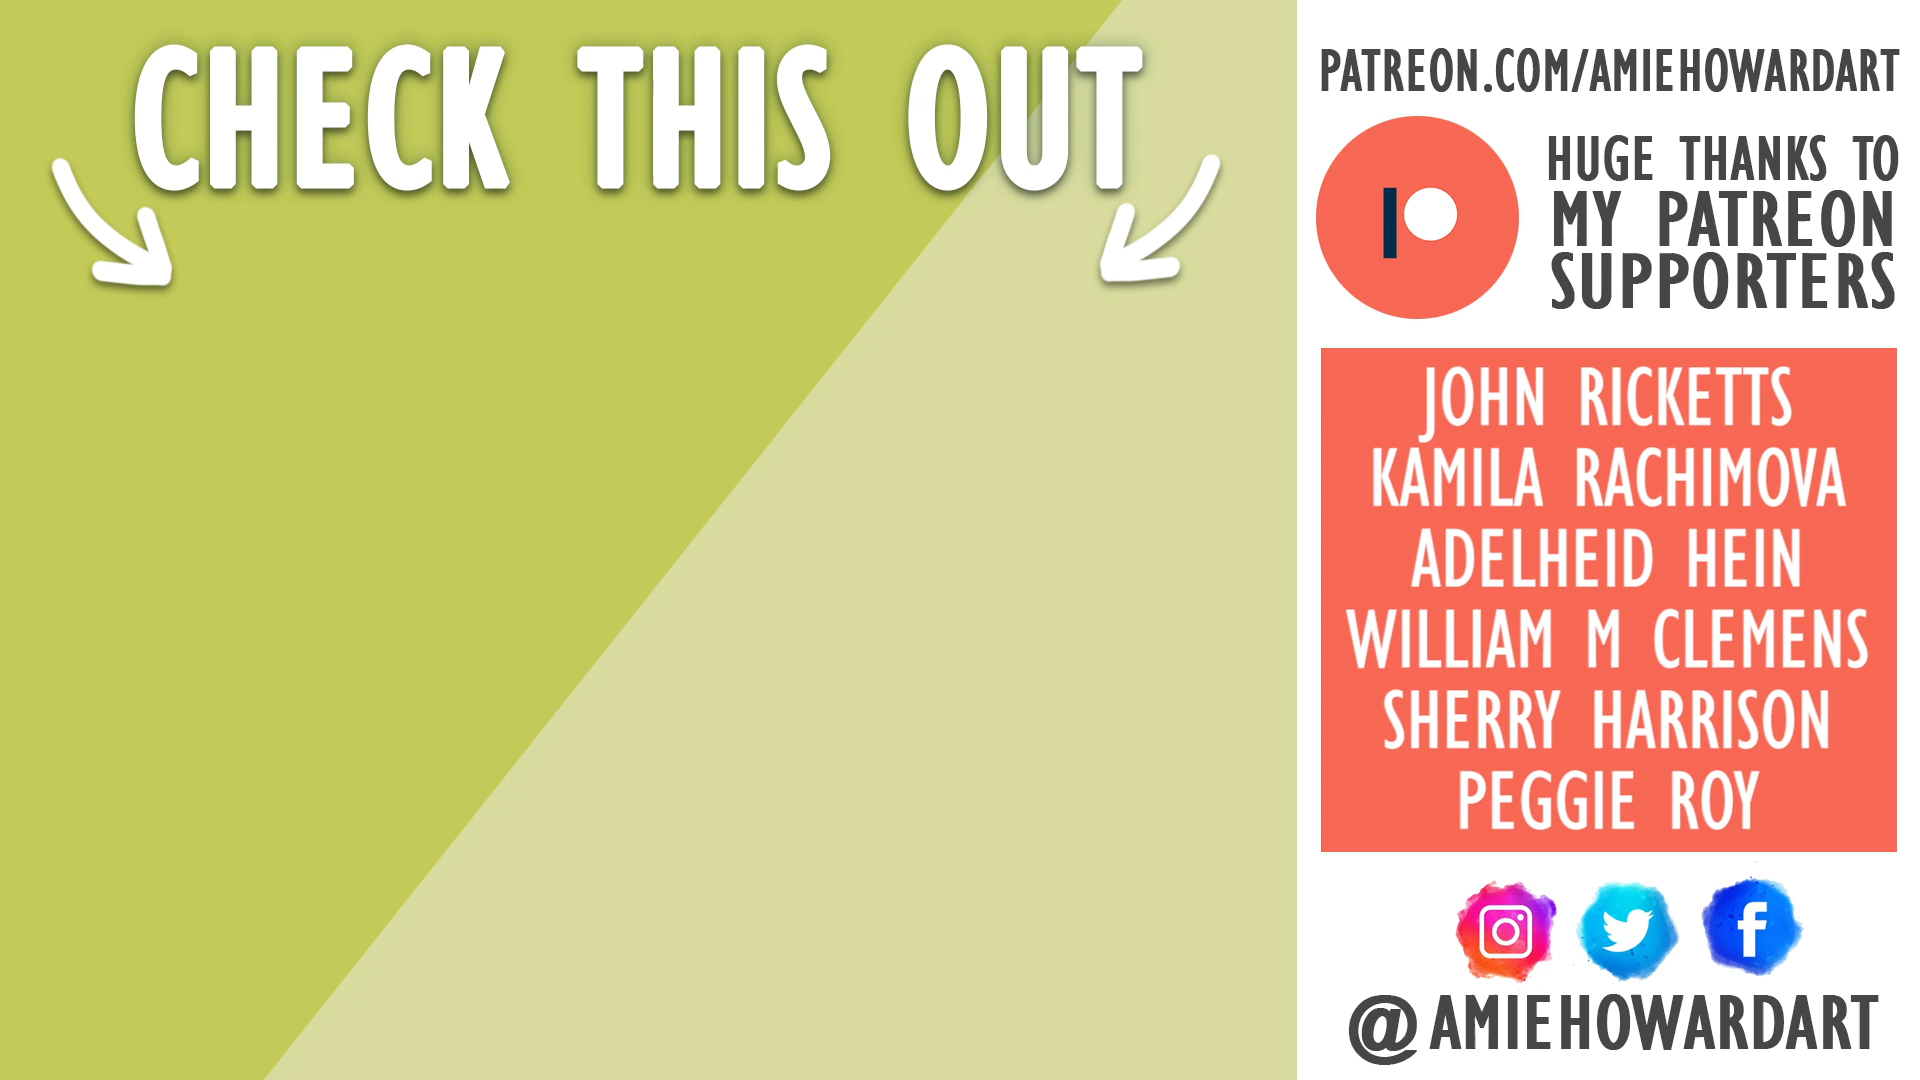 CHECK THIS OUT
PATREON.COM/AMIEHOWARDART
HUGE THANKS TO
MY PATREON
SUPPORTERS
JOHN RICKETTS
KAMILA RACHIMOVA
ADELHEID HEIN
WILLIAM M CLEMENS
SHERRY HARRISON
PEGGIE ROY
@AMIEHOWARDART